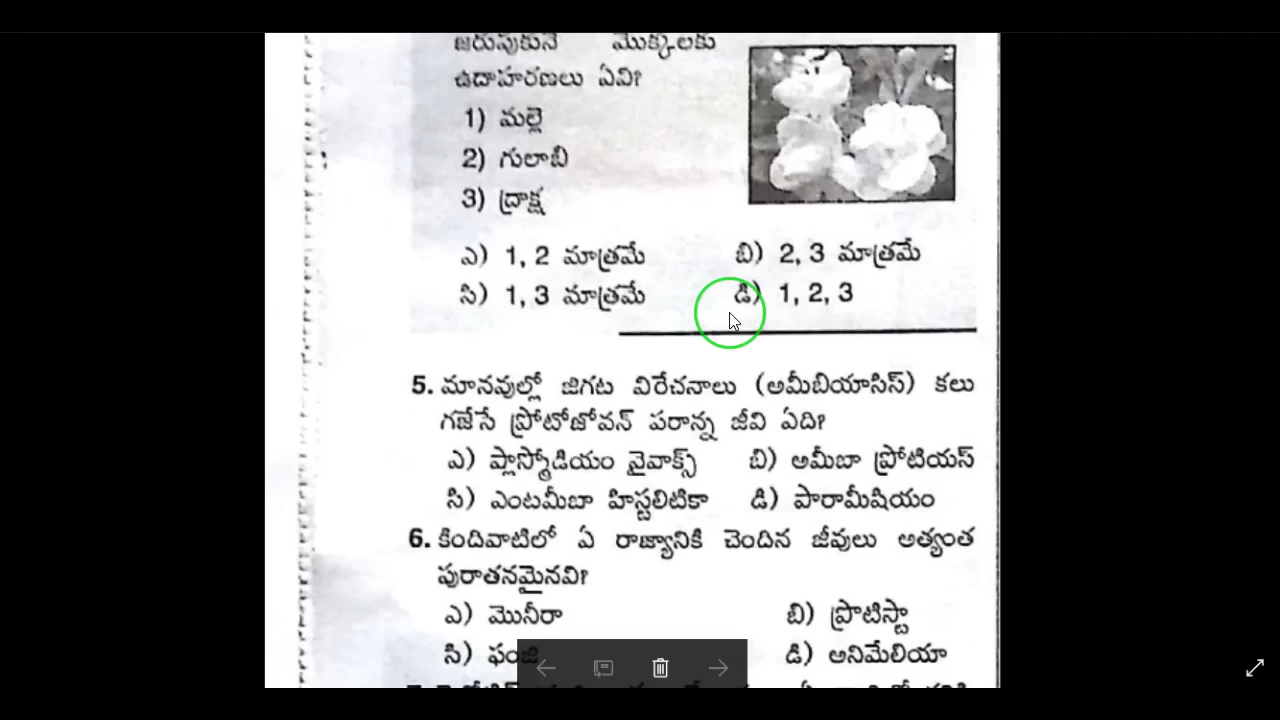 జరుపుకునే మొక్కలకు
ఉదాహరణలు ఏవి?
1) మల్లె
2) గులాబి
3) ద్రాక్ష
ఎ) 1, 2 మాత్రమే బి) 2, 3 మాత్రమే
సి) 1, 3 మాత్రమే డి) 1, 2, 3
5. మానవుల్లో జిగట విరేచనాలు (అమీబియాసిస్) కలు
గజేసే ప్రోటోజోవన్ పరాన్న జీవి ఏది?
ఎ) ప్లాస్మోడియం వైవాక్స్ బి) అమీబా ప్రోటియస్
సి) ఎంటమీబా హిస్టలిటికా డి) పారామీషియం
6. కిందివాటిలో ఏ రాజ్యానికి చెందిన జీవులు అత్యంత
పురాతనమైనవి?
ఎ) మొనీరా బి) ప్రొటిస్టా
సి) ఫంజి డి) అనిమేలియా